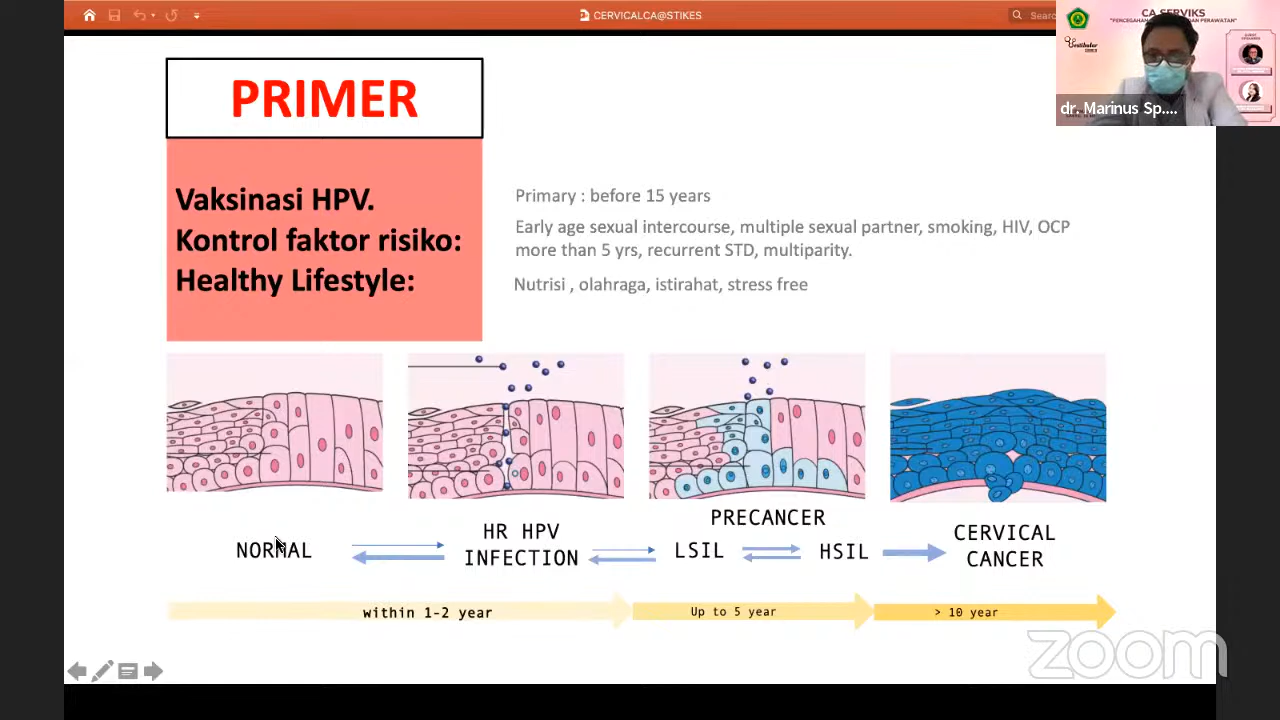 CERVICALCA@STIKES
Sear
CA SERVIKS
dr. Marinus Sp....
PRIMER
Vaksinasi HPV.
Kontrol faktor risiko:
Healthy Lifestyle:
Primary : before 15 years
Early age sexual intercourse, multiple sexual partner, smoking, HIV, OCP
more than 5 yrs, recurrent STD, multiparity.
Nutrisi , olahraga, istirahat, stress free
NORMAL
HR HPV
INFECTION
PRECANCER
LSIL
HSIL
CERVICAL
CANCER
within 1-2 year
Up to 5 year
> 10 year
zoom